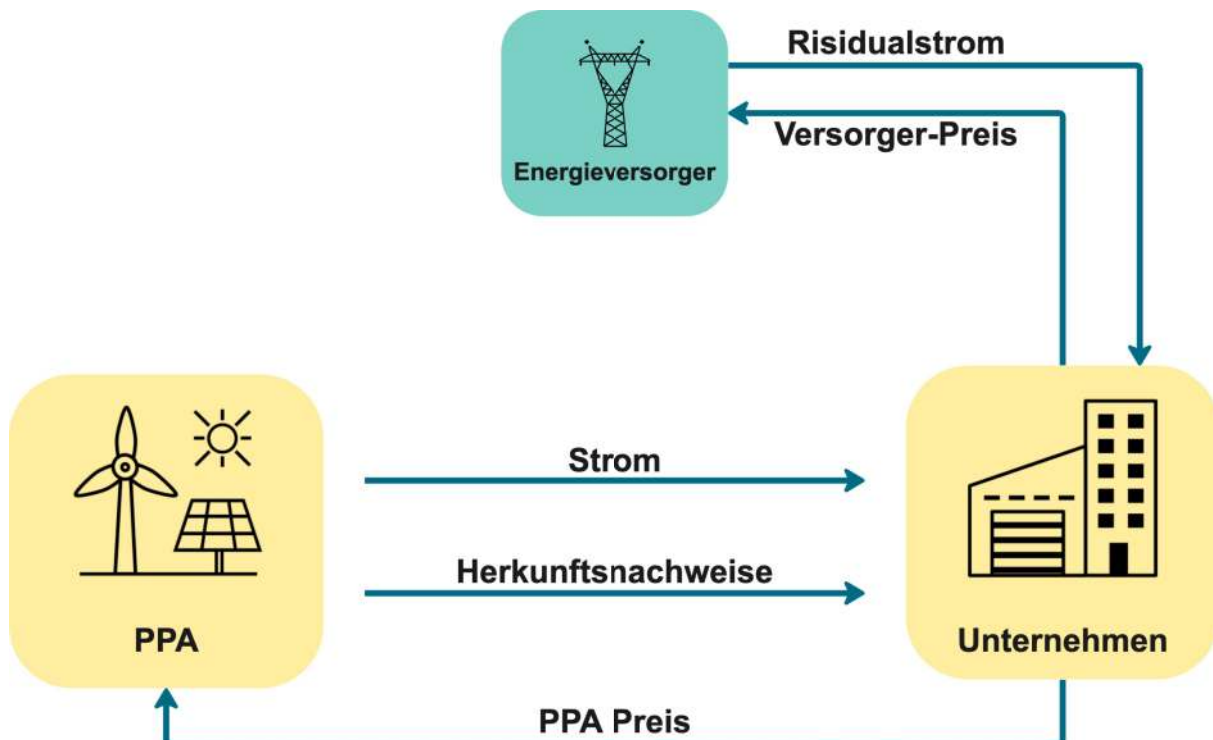 Risidualstrom
Versorger-Preis
Energieversorger
Strom
Herkunftsnachweise
PPA
Unternehmen
PPA Preis